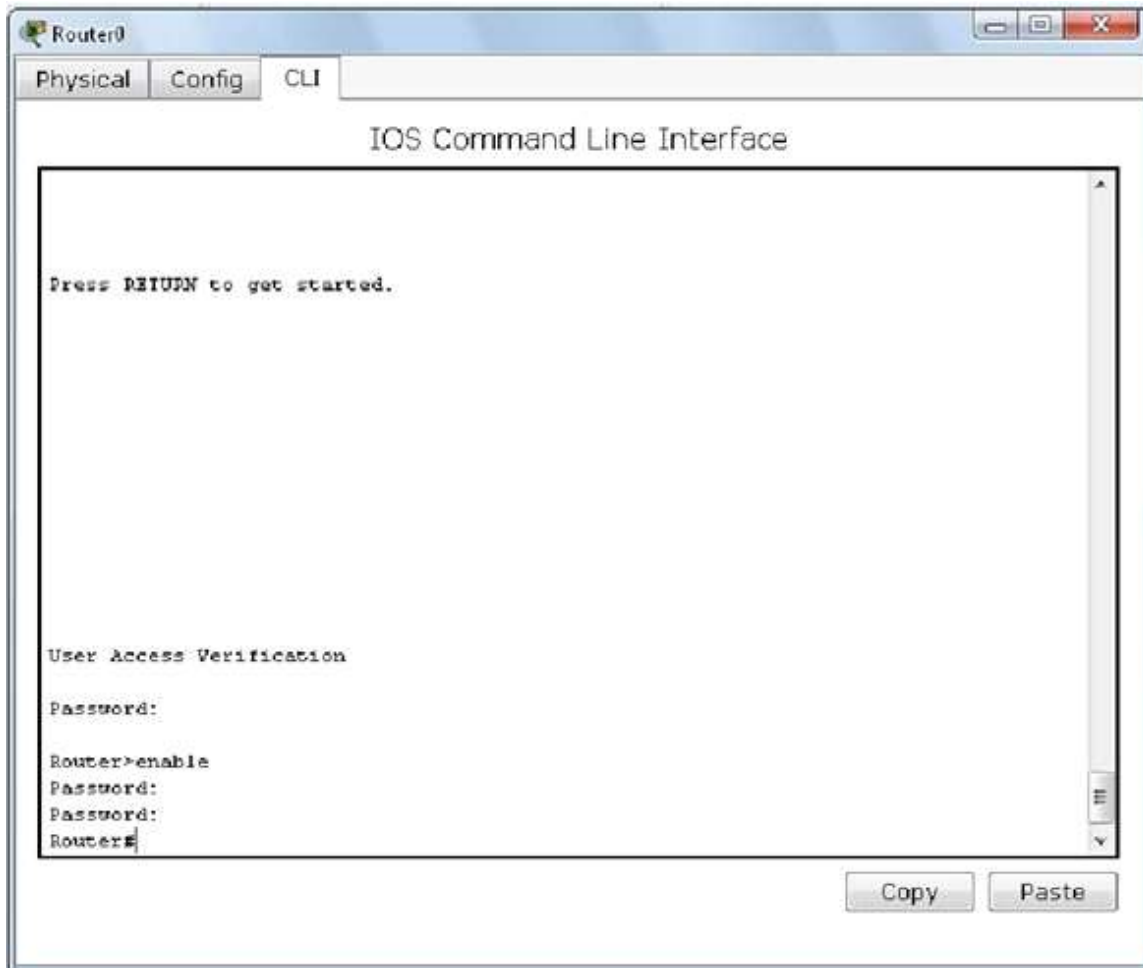 Router0
Physical Config CLI
IOS Command Line Interface
Press RETURN to get started.
User Access Verification
Password:
Router>enable
Password:
Password:
Router#
Copy Paste